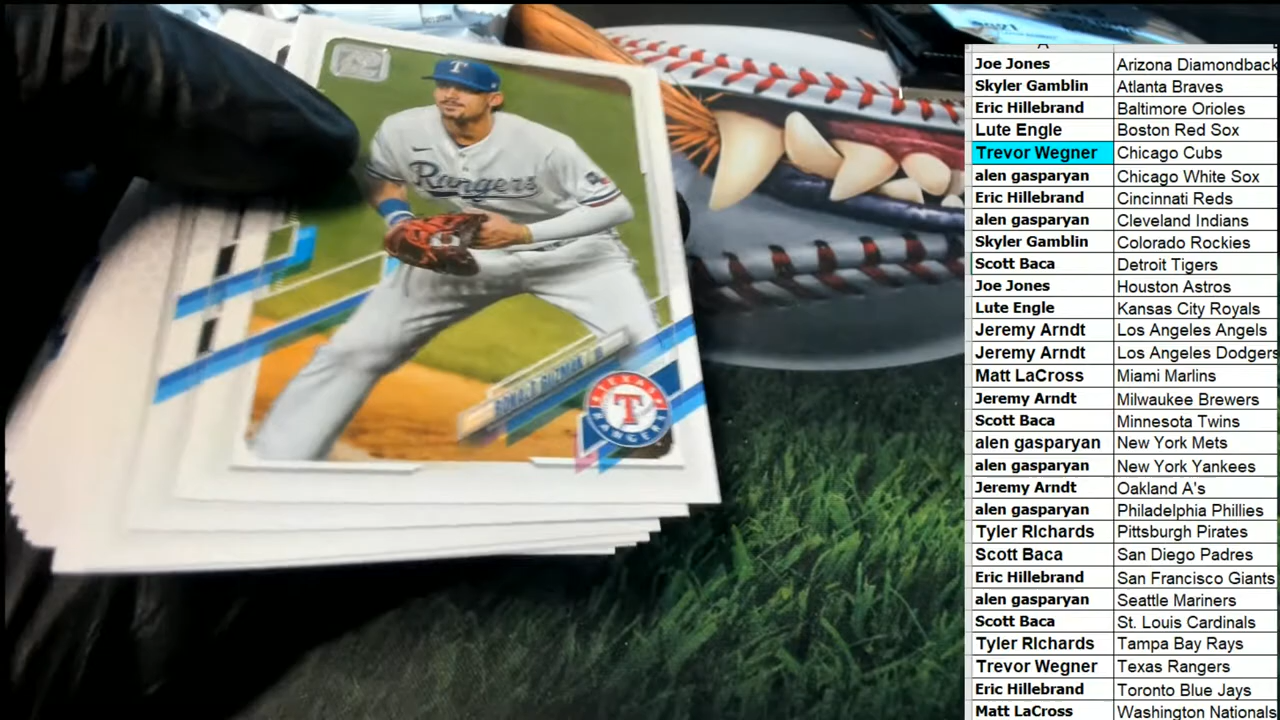 T
Rangers
RONALD GUZMÁN 1B
TEXAS
T
RANGERS
Joe Jones Arizona Diamondback
Skyler Gamblin Atlanta Braves
Eric Hillebrand Baltimore Orioles
Lute Engle Boston Red Sox
Trevor Wegner Chicago Cubs
alen gasparyan Chicago White Sox
Eric Hillebrand Cincinnati Reds
alen gasparyan Cleveland Indians
Skyler Gamblin Colorado Rockies
Scott Baca Detroit Tigers
Joe Jones Houston Astros
Lute Engle Kansas City Royals
Jeremy Arndt Los Angeles Angels
Jeremy Arndt Los Angeles Dodgers
Matt LaCross Miami Marlins
Jeremy Arndt Milwaukee Brewers
Scott Baca Minnesota Twins
alen gasparyan New York Mets
alen gasparyan New York Yankees
Jeremy Arndt Oakland A's
alen gasparyan Philadelphia Phillies
Tyler RIchards Pittsburgh Pirates
Scott Baca San Diego Padres
Eric Hillebrand San Francisco Giants
alen gasparyan Seattle Mariners
Scott Baca St. Louis Cardinals
Tyler RIchards Tampa Bay Rays
Trevor Wegner Texas Rangers
Eric Hillebrand Toronto Blue Jays
Matt LaCross Washington Nationals